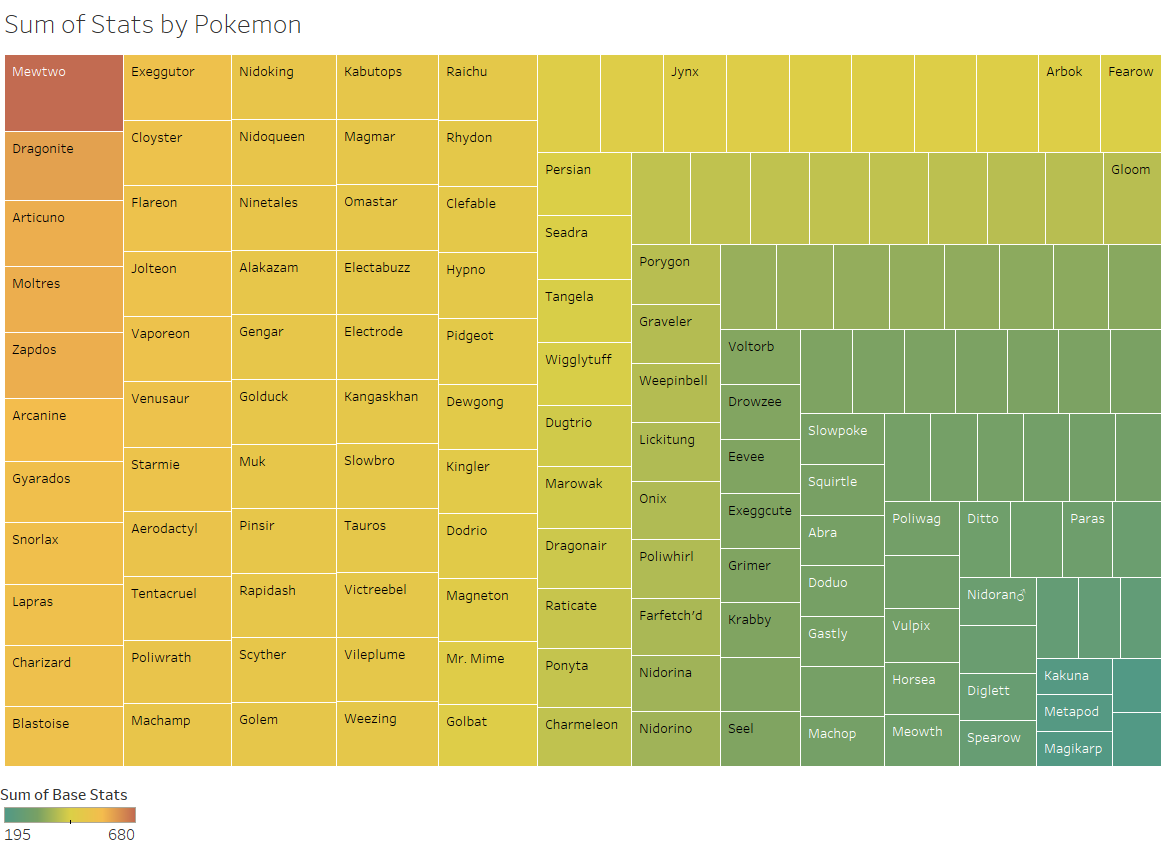 Sum of Stats by Pokemon
Mewtwo
Dragonite
Articuno
Moltres
Zapdos
Arcanine
Gyarados
Snorlax
Lapras
Charizard
Blastoise
Exeggutor
Cloyster
Flareon
Jolteon
Vaporeon
Venusaur
Starmie
Aerodactyl
Tentacruel
Poliwrath
Machamp
Nidoking
Nidoqueen
Ninetales
Alakazam
Gengar
Golduck
Muk
Pinsir
Rapidash
Scyther
Golem
Kabutops
Magmar
Omastar
Electabuzz
Electrode
Kangaskhan
Slowbro
Tauros
Victreebel
Vileplume
Weezing
Raichu
Rhydon
Clefable
Hypno
Pidgeot
Dewgong
Kingler
Dodrio
Magneton
Mr. Mime
Golbat
Jynx
Arbok
Fearow
Persian
Seadra
Tangela
Wigglytuff
Dugtrio
Marowak
Dragonair
Raticate
Ponyta
Charmeleon
Gloom
Porygon
Graveler
Weepinbell
Lickitung
Onix
Poliwhirl
Farfetch’d
Nidorina
Nidorino
Voltorb
Drowzee
Eevee
Exeggcute
Grimer
Krabby
Seel
Slowpoke
Squirtle
Abra
Doduo
Gastly
Machop
Poliwag
Vulpix
Horsea
Meowth
Ditto
Paras
Nidoran♂
Diglett
Spearow
Kakuna
Metapod
Magikarp
Sum of Base Stats
195 680